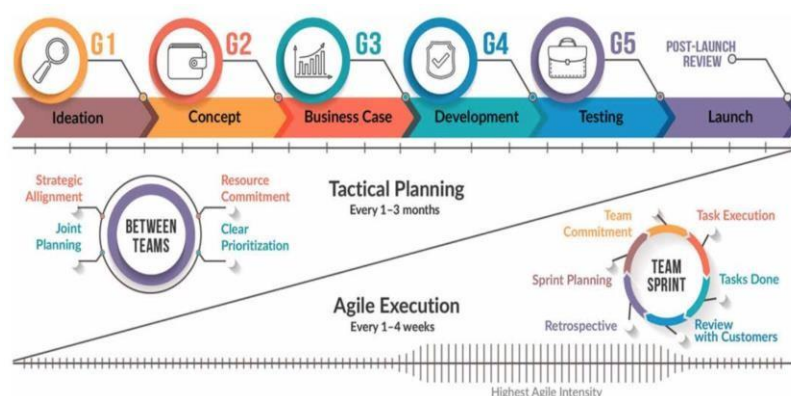 G1
G2
G3
G4
G5
POST-LAUNCH
REVIEW
Ideation
Concept
Business Case
Development
Testing
Launch
Tactical Planning
Every 1–3 months
Strategic
Allignment
Joint
Planning
BETWEEN
TEAMS
Resource
Commitment
Clear
Prioritization
Agile Execution
Every 1–4 weeks
Team
Commitment
Task Execution
Sprint Planning
TEAM
SPRINT
Tasks Done
Retrospective
Review
with Customers
Highest Agile Intensity